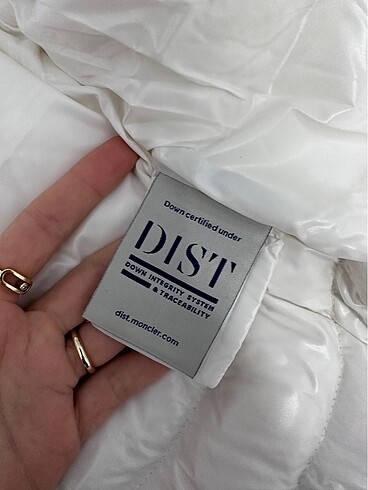 Down certified under
DIST
DOWN INTEGRITY SYSTEM
& TRACEABILITY
dist.moncler.com